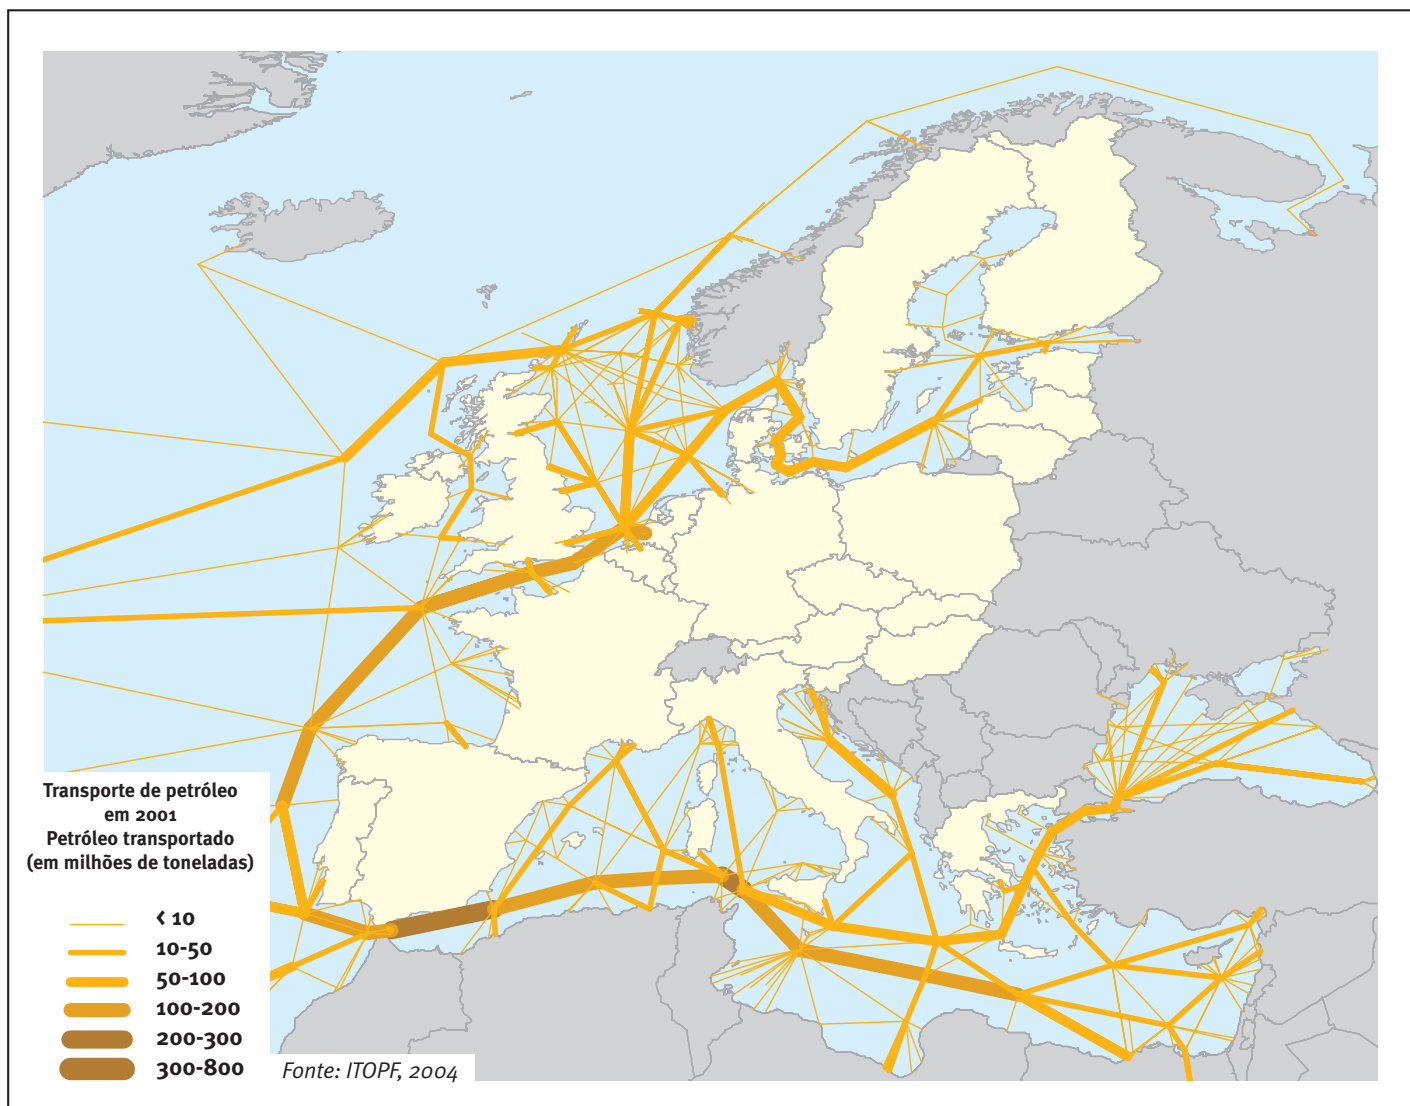 Transporte de petróleo
em 2001
Petróleo transportado
(em milhões de toneladas)
< 10
10-50
50-100
100-200
200-300
300-800
Fonte: ITOPF, 2004